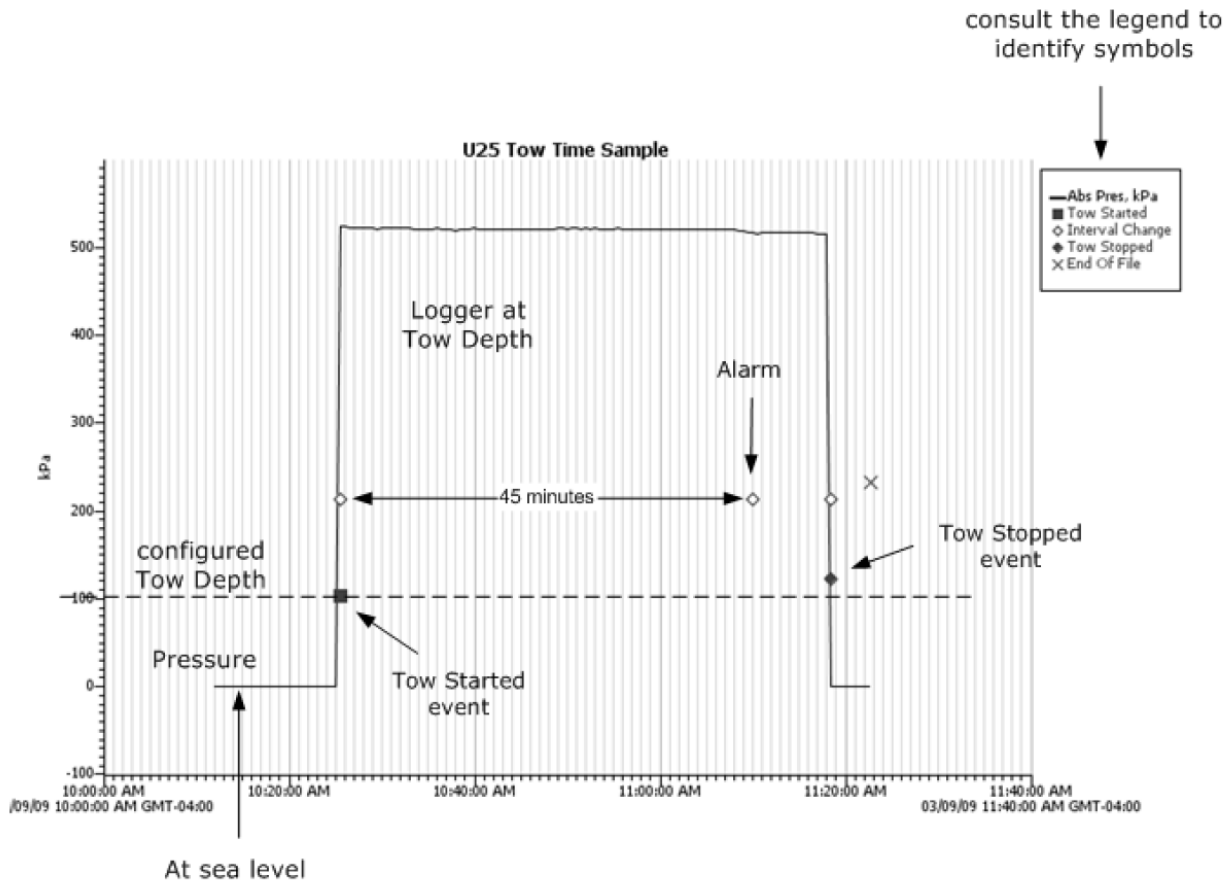 consult the legend to
identify symbols
U25 Tow Time Sample
Abs Pres, kPa
Tow Started
Interval Change
Tow Stopped
End Of File
kPa
500
400
300
200
100
0
-100
Logger at
Tow Depth
Alarm
45 minutes
Tow Stopped
event
configured
Tow Depth
Pressure
Tow Started
event
10:00:00 AM
10:20:00 AM
10:40:00 AM
11:00:00 AM
11:20:00 AM
11:40:00 AM
/09/09 10:00:00 AM GMT-04:00
03/09/09 11:40:00 AM GMT-04:00
At sea level